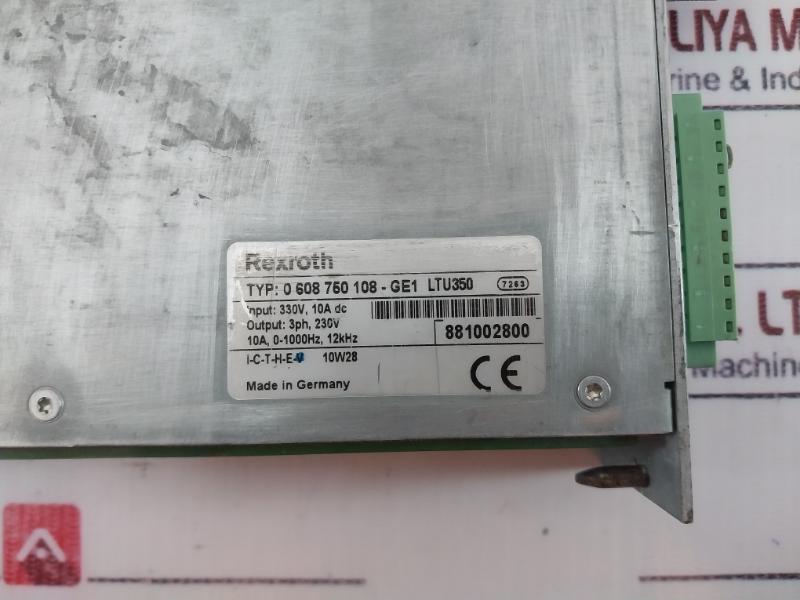 LIYA M
rine & Ind
Rexroth
TYP: 0 608 750 108 - GE1 LTU350 7263
Input: 330V, 10A dc
Output: 3ph, 230V
10A, 0-1000Hz, 12kHz
881002800
I-C-T-H-E-V 10W28
Made in Germany
CE
LT
Machin
A